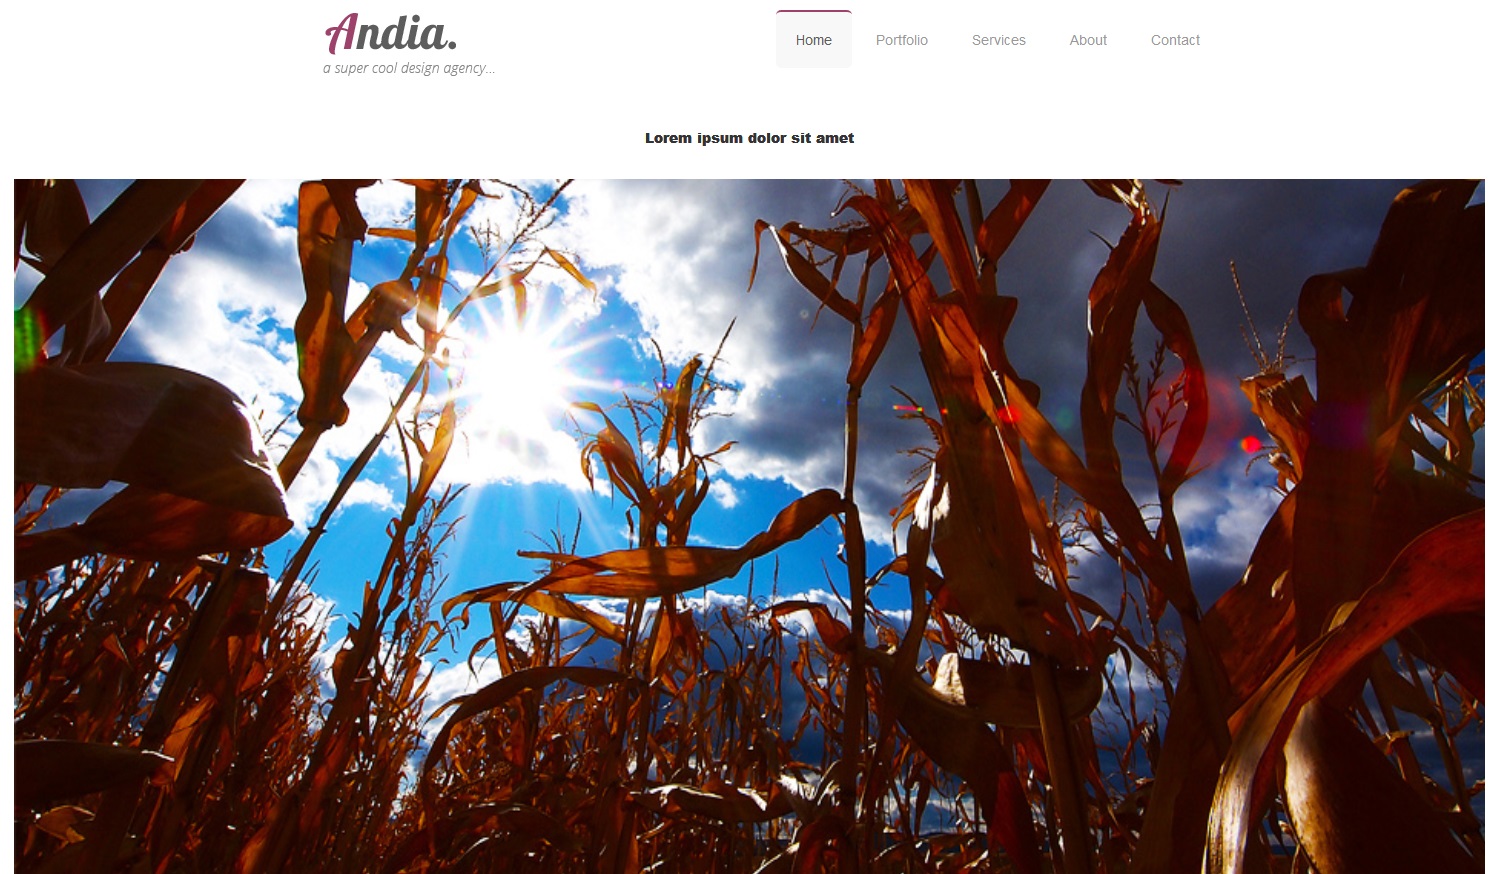 Andia.
a super cool design agency...
Home Portfolio Services About Contact
Lorem ipsum dolor sit amet